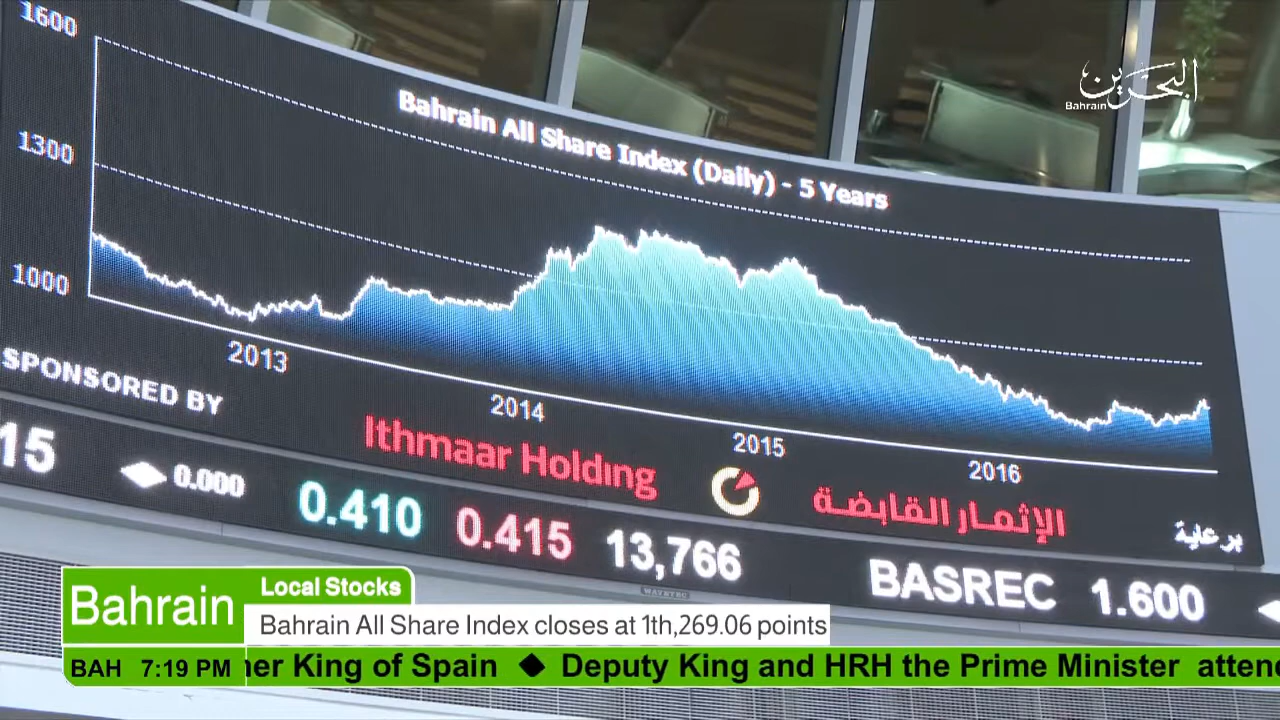 1600
البحرين
Bahrain
Bahrain All Share Index (Daily) - 5 Years
1300
1000
2013
2014
2015
2016
SPONSORED BY
Ithmaar Holding
الإثمار القابضة
برعاية
15 0.000 0.410 0.415 13,766 BASREC 1.600
WAYNTEC
Bahrain
Local Stocks
Bahrain All Share Index closes at 1th,269.06 points
BAH 7:19 PM her King of Spain ◆ Deputy King and HRH the Prime Minister attend